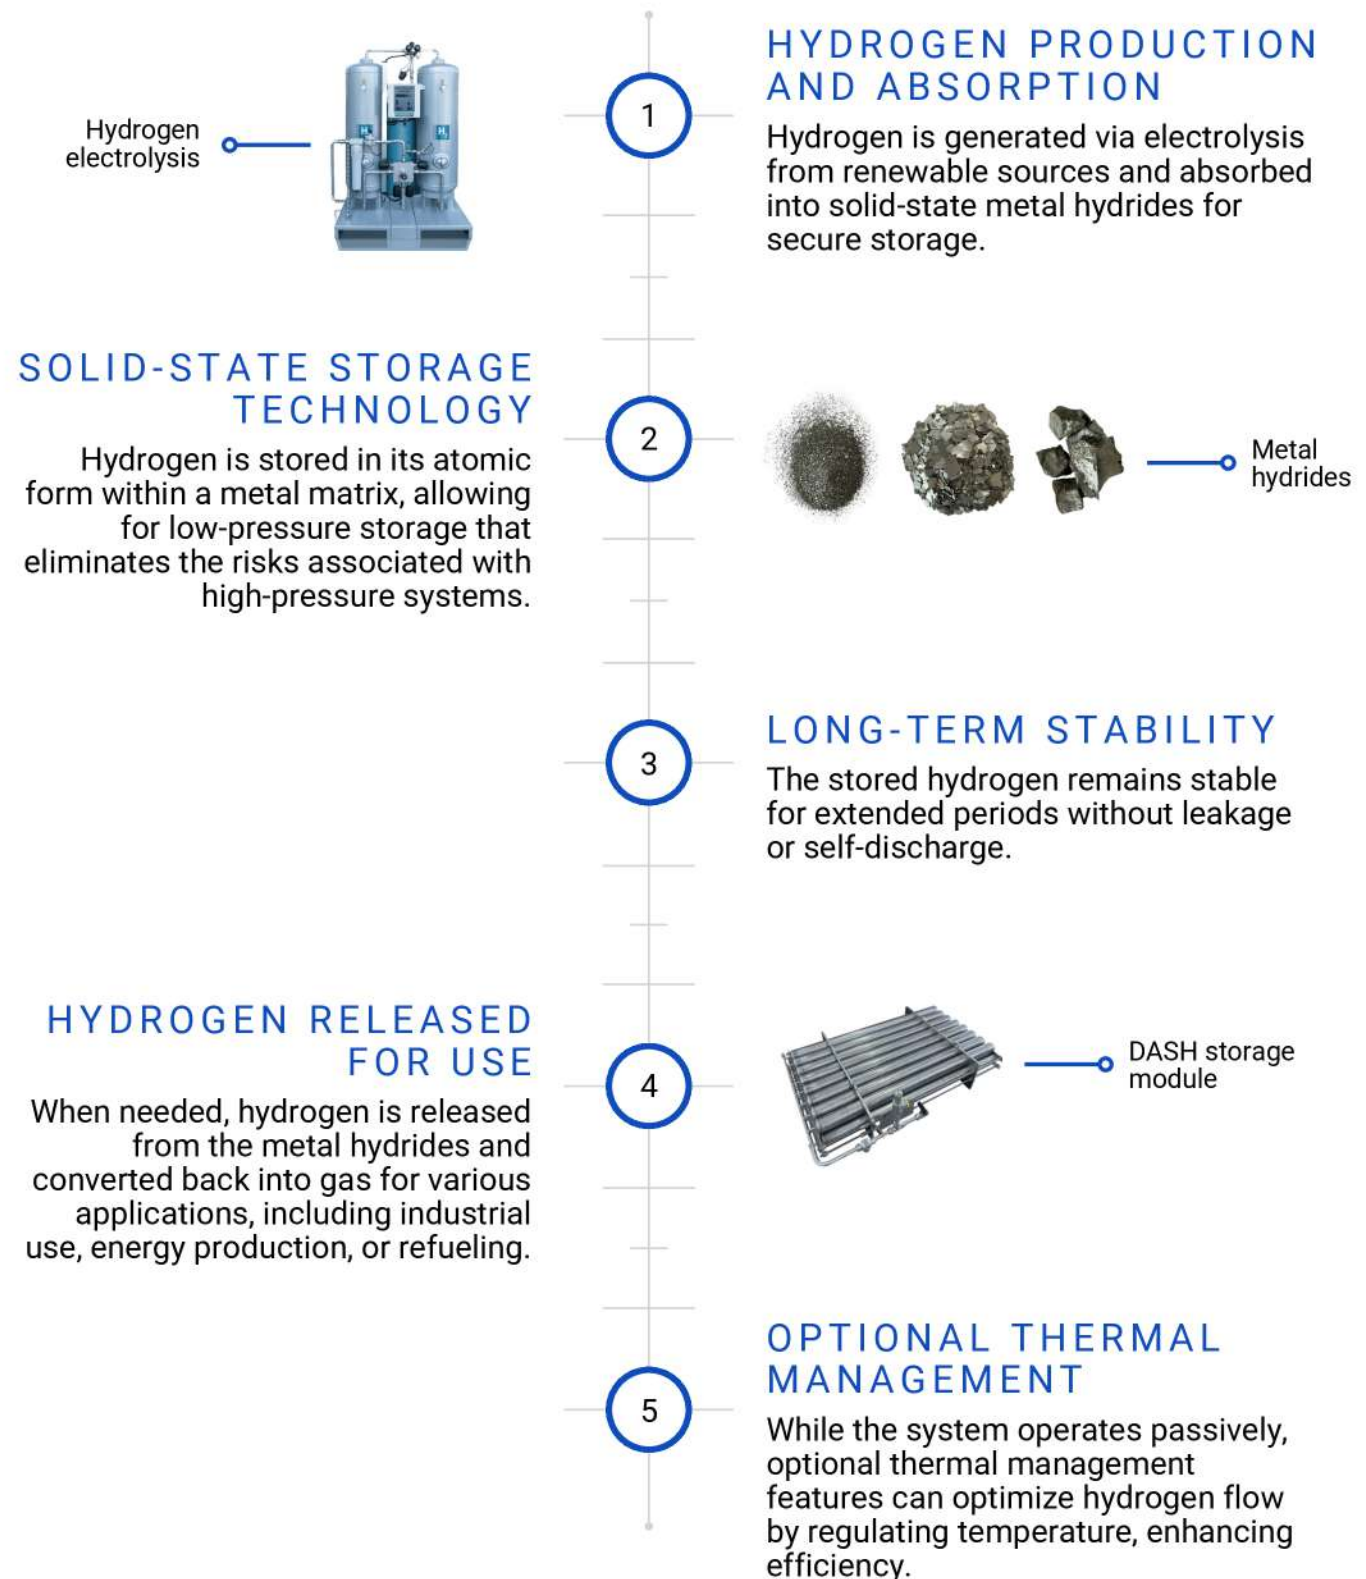 Hydrogen
electrolysis
H₂
H₂
1
HYDROGEN PRODUCTION
AND ABSORPTION
Hydrogen is generated via electrolysis
from renewable sources and absorbed
into solid-state metal hydrides for
secure storage.
SOLID-STATE STORAGE
TECHNOLOGY
Hydrogen is stored in its atomic
form within a metal matrix, allowing
for low-pressure storage that
eliminates the risks associated with
high-pressure systems.
2
Metal
hydrides
3
LONG-TERM STABILITY
The stored hydrogen remains stable
for extended periods without leakage
or self-discharge.
HYDROGEN RELEASED
FOR USE
When needed, hydrogen is released
from the metal hydrides and
converted back into gas for various
applications, including industrial
use, energy production, or refueling.
4
DASH storage
module
5
OPTIONAL THERMAL
MANAGEMENT
While the system operates passively,
optional thermal management
features can optimize hydrogen flow
by regulating temperature, enhancing
efficiency.